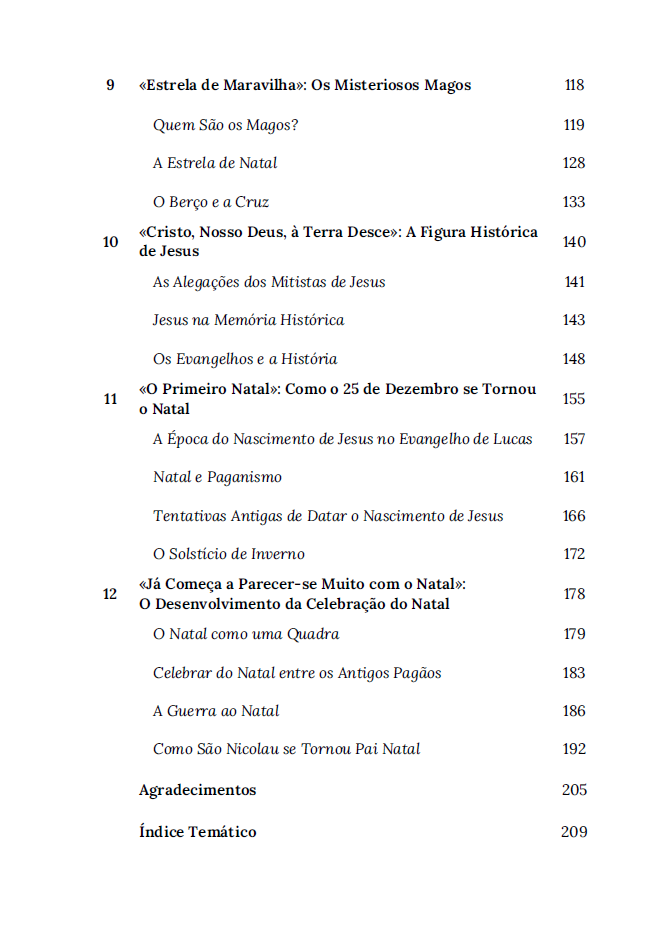 9 «Estrela de Maravilha»: Os Misteriosos Magos 118
Quem São os Magos? 119
A Estrela de Natal 128
O Berço e a Cruz 133
10 «Cristo, Nosso Deus, à Terra Desce»: A Figura Histórica
de Jesus 140
As Alegações dos Mitistas de Jesus 141
Jesus na Memória Histórica 143
Os Evangelhos e a História 148
11 «O Primeiro Natal»: Como o 25 de Dezembro se Tornou
o Natal 155
A Época do Nascimento de Jesus no Evangelho de Lucas 157
Natal e Paganismo 161
Tentativas Antigas de Datar o Nascimento de Jesus 166
O Solstício de Inverno 172
12 «Já Começa a Parecer-se Muito com o Natal»:
O Desenvolvimento da Celebração do Natal 178
O Natal como uma Quadra 179
Celebrar do Natal entre os Antigos Pagãos 183
A Guerra ao Natal 186
Como São Nicolau se Tornou Pai Natal 192
Agradecimentos 205
Índice Temático 209